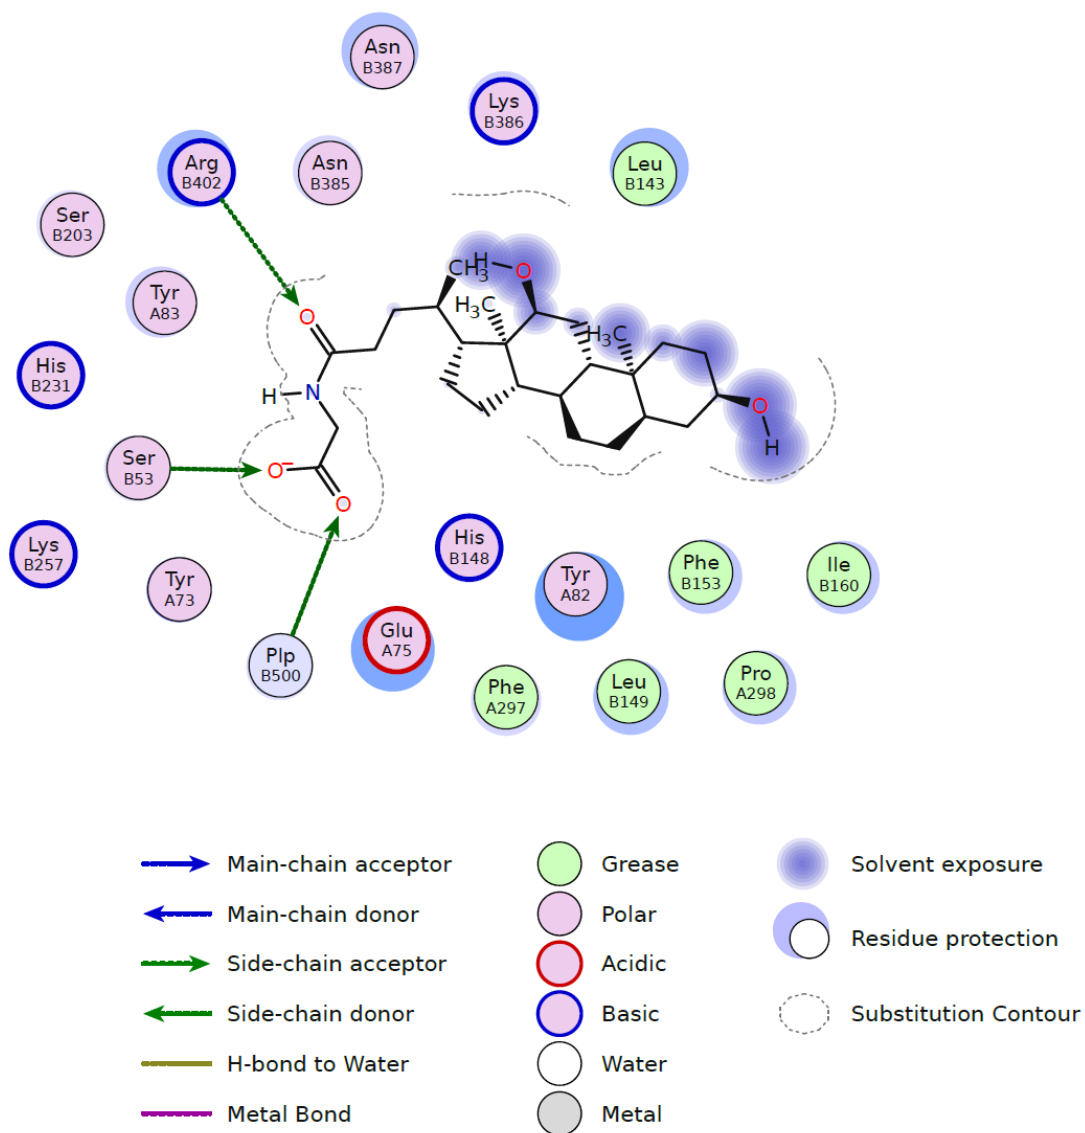 Asn
B387
Lys
B386
Arg
B402
Asn
B385
Leu
B143
Ser
B203
Tyr
A83
His
B231
Ser
B53
Lys
B257
Tyr
A73
Plp
B500
Glu
A75
His
B148
Tyr
A82
Phe
B153
Ile
B160
Phe
A297
Leu
B149
Pro
A298
CH3
H
O
H3C
H3C
O
H
O
H
N
O−
O
Main-chain acceptor
Main-chain donor
Side-chain acceptor
Side-chain donor
H-bond to Water
Metal Bond
Grease
Polar
Acidic
Basic
Water
Metal
Solvent exposure
Residue protection
Substitution Contour